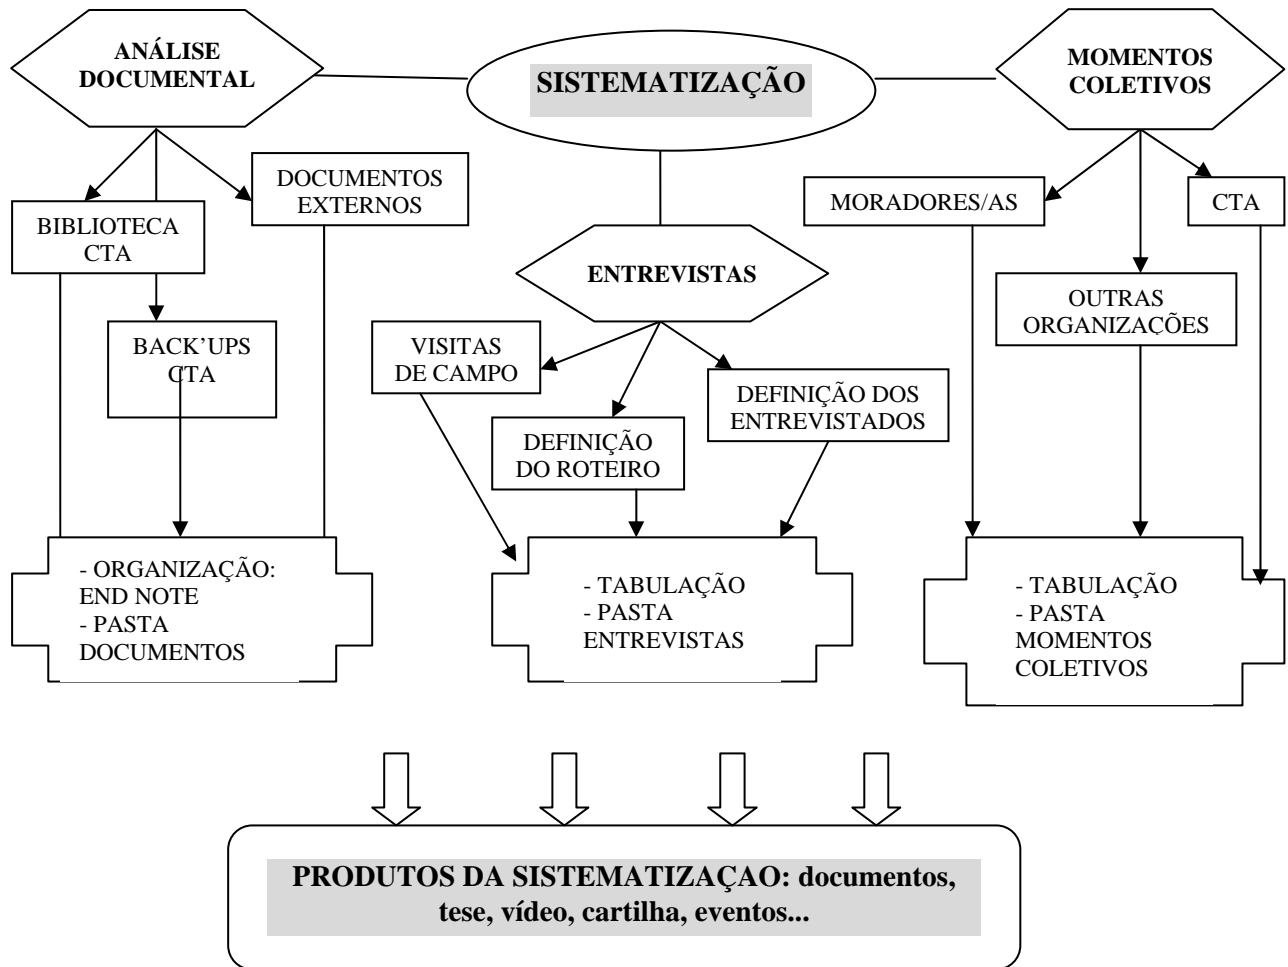 ANÁLISE
DOCUMENTAL
SISTEMATIZAÇÃO
MOMENTOS
COLETIVOS
DOCUMENTOS
EXTERNOS
BIBLIOTECA
CTA
MORADORES/AS
CTA
ENTREVISTAS
OUTRAS
ORGANIZAÇÕES
BACK'UPS
CTA
VISITAS
DE CAMPO
DEFINIÇÃO DOS
ENTREVISTADOS
DEFINIÇÃO
DO ROTEIRO
- ORGANIZAÇÃO:
END NOTE
- PASTA
DOCUMENTOS
- TABULAÇÃO
- PASTA
ENTREVISTAS
- TABULAÇÃO
- PASTA
MOMENTOS
COLETIVOS
PRODUTOS DA SISTEMATIZAÇAO: documentos,
tese, vídeo, cartilha, eventos...